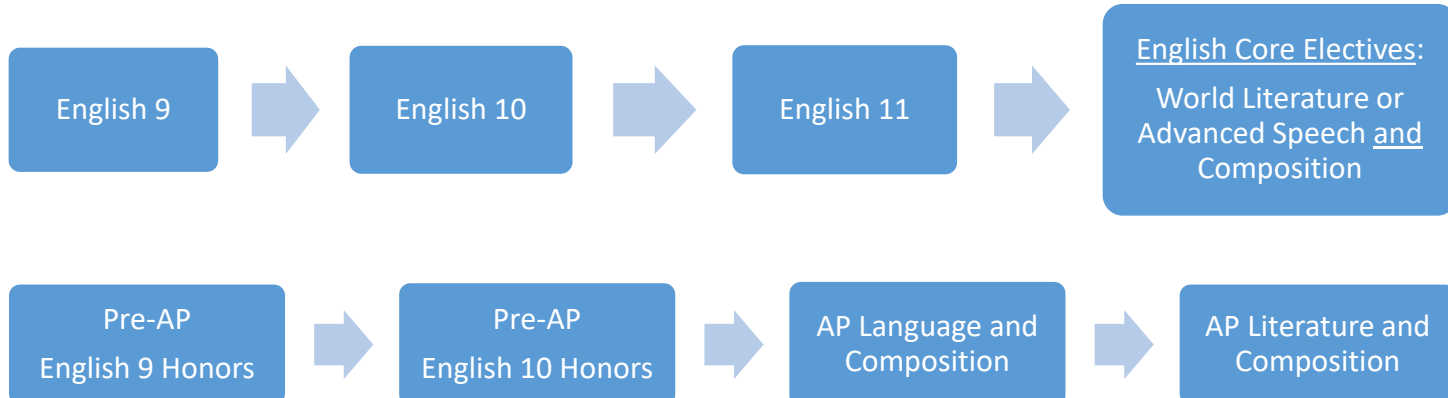 English 9
English 10
English 11
English Core Electives:
World Literature or
Advanced Speech and
Composition
Pre-AP
English 9 Honors
Pre-AP
English 10 Honors
AP Language and
Composition
AP Literature and
Composition